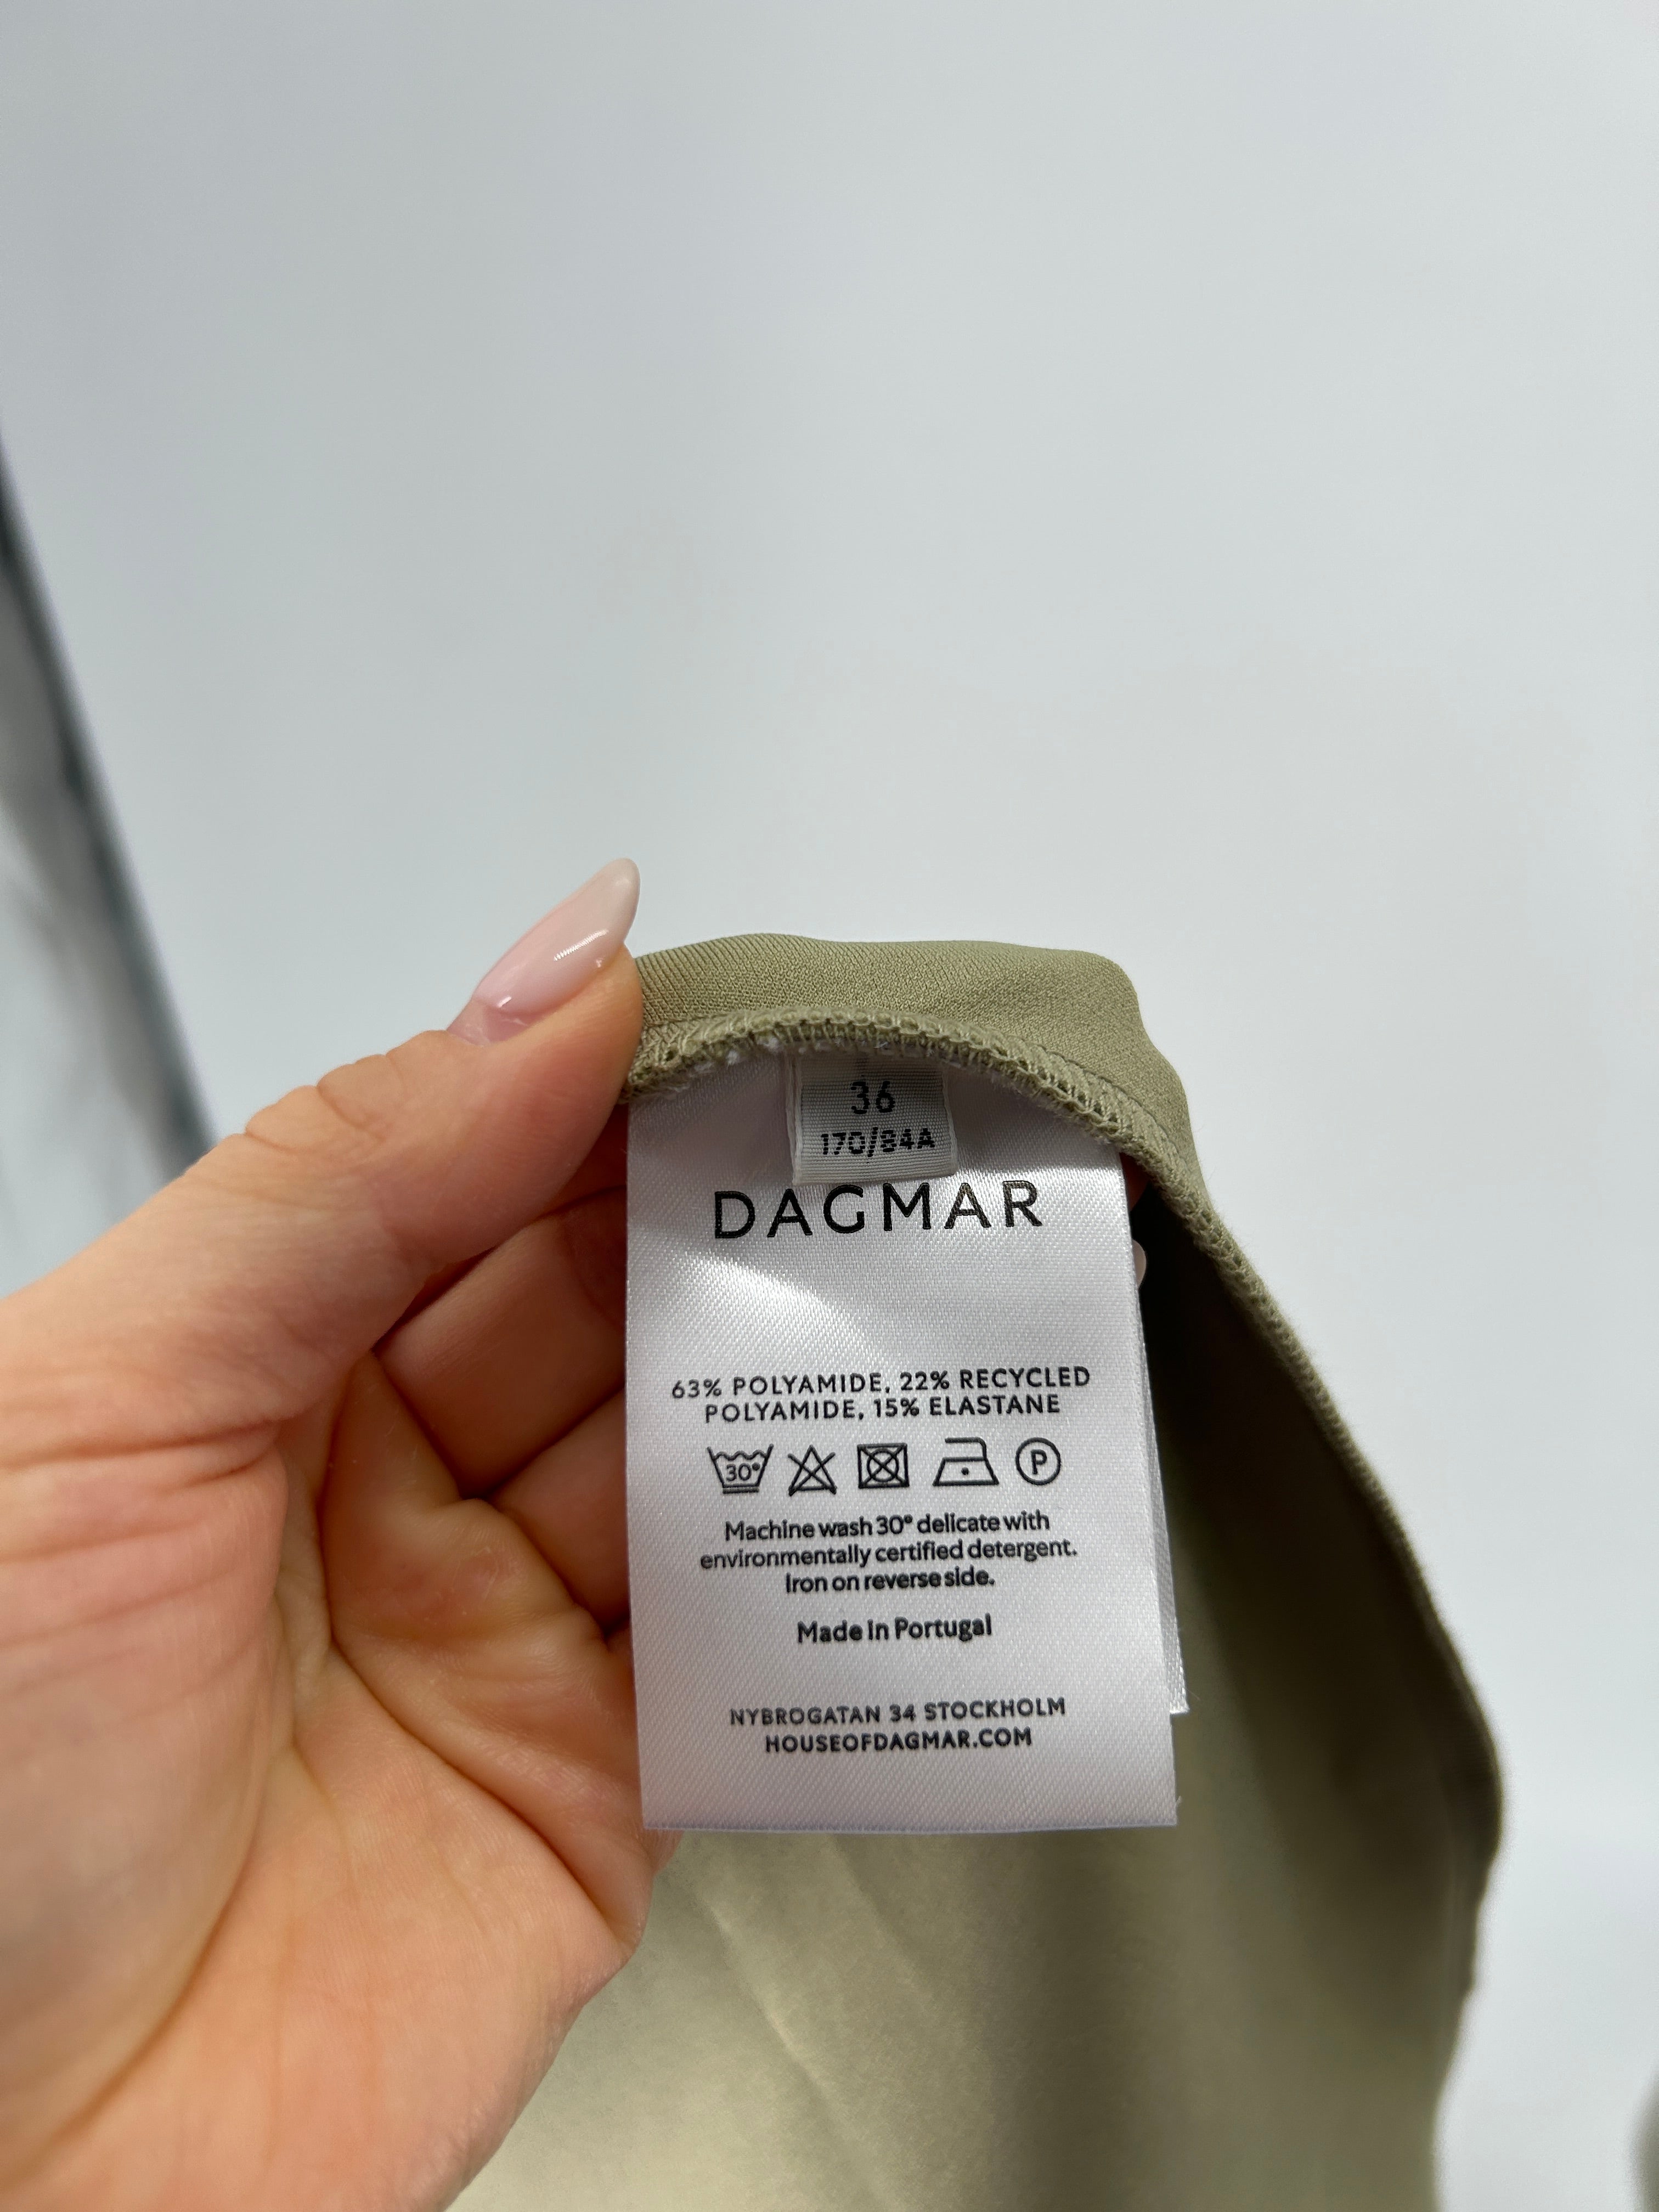 36
170/84A
DAGMAR
63% POLYAMIDE, 22% RECYCLED
POLYAMIDE, 15% ELASTANE
30° P
Machine wash 30° delicate with
environmentally certified detergent.
Iron on reverse side.
Made in Portugal
NYBROGATAN 34 STOCKHOLM
HOUSEOFDAGMAR.COM